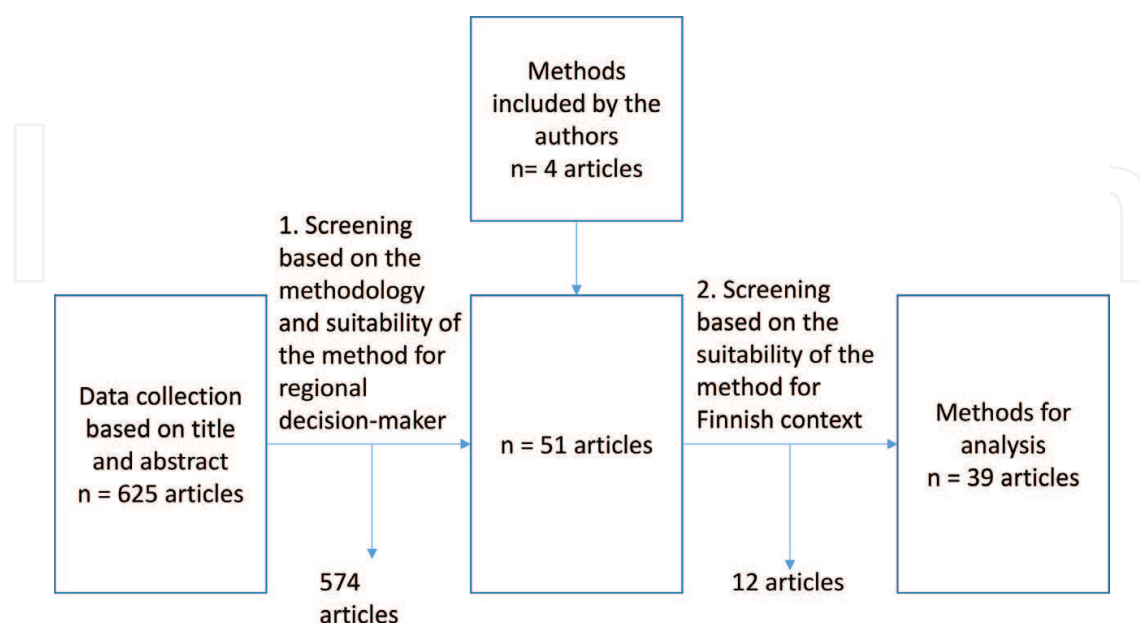 Methods
included by the
authors
n= 4 articles
1. Screening
based on the
methodology
and suitability of
the method for
regional
decision-maker
2. Screening
based on the
suitability of the
method for
Finnish context
Data collection
based on title
and abstract
n = 625 articles
n = 51 articles
Methods for
analysis
n = 39 articles
574
articles
12 articles